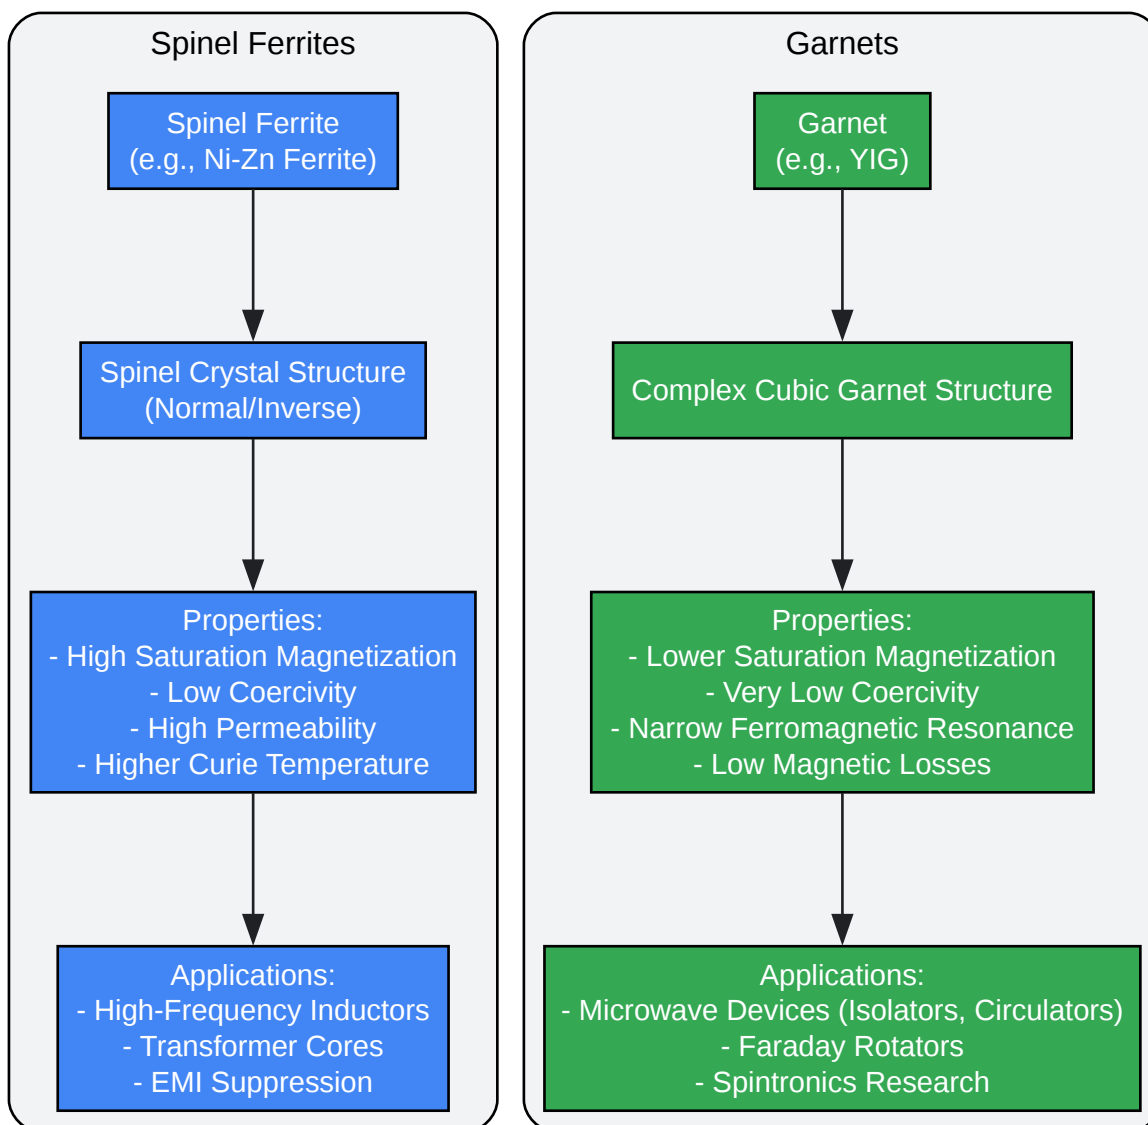 Spinel Ferrites
Spinel Ferrite
(e.g., Ni-Zn Ferrite)
Spinel Crystal Structure
(Normal/Inverse)
Properties:
- High Saturation Magnetization
- Low Coercivity
- High Permeability
- Higher Curie Temperature
Applications:
- High-Frequency Inductors
- Transformer Cores
- EMI Suppression
Garnets
Garnet
(e.g., YIG)
Complex Cubic Garnet Structure
Properties:
- Lower Saturation Magnetization
- Very Low Coercivity
- Narrow Ferromagnetic Resonance
- Low Magnetic Losses
Applications:
- Microwave Devices (Isolators, Circulators)
- Faraday Rotators
- Spintronics Research